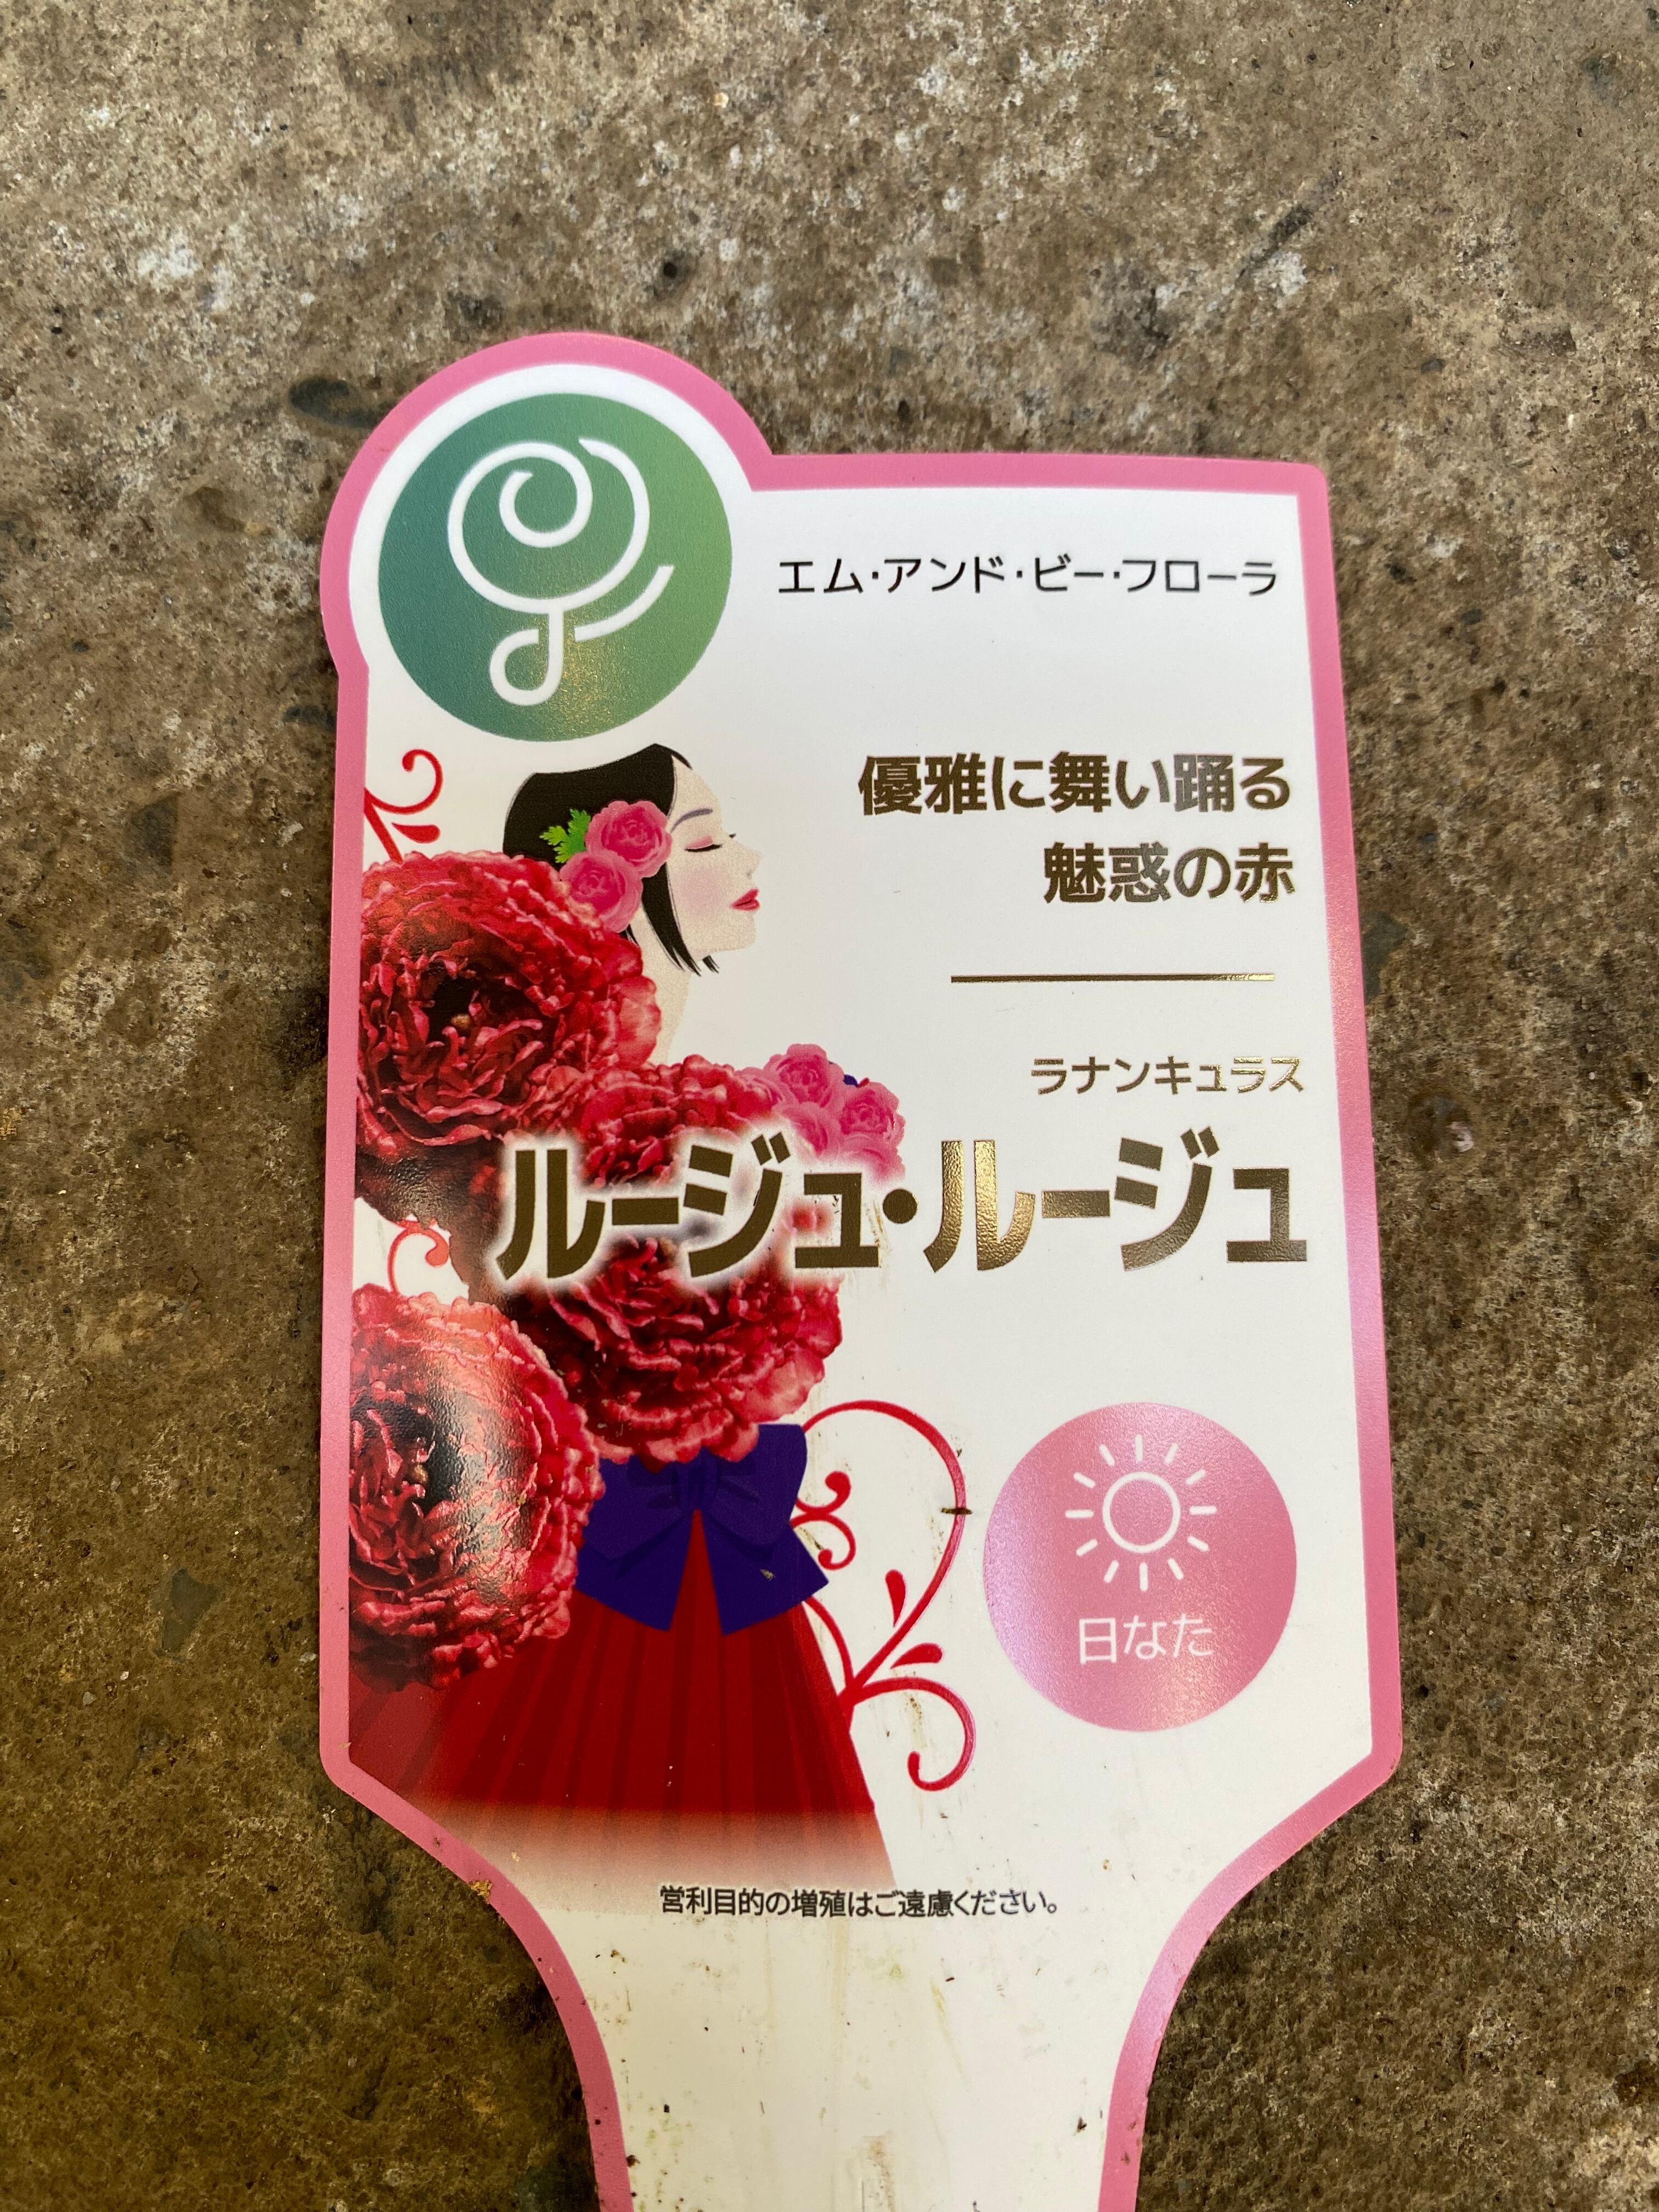 エム·アンド·ビー·フローラ
優雅に舞い踊る
魅惑の赤
ラナンキュラス
ルージュ·ルージュ
日なた
営利目的の増殖はご遠慮ください。